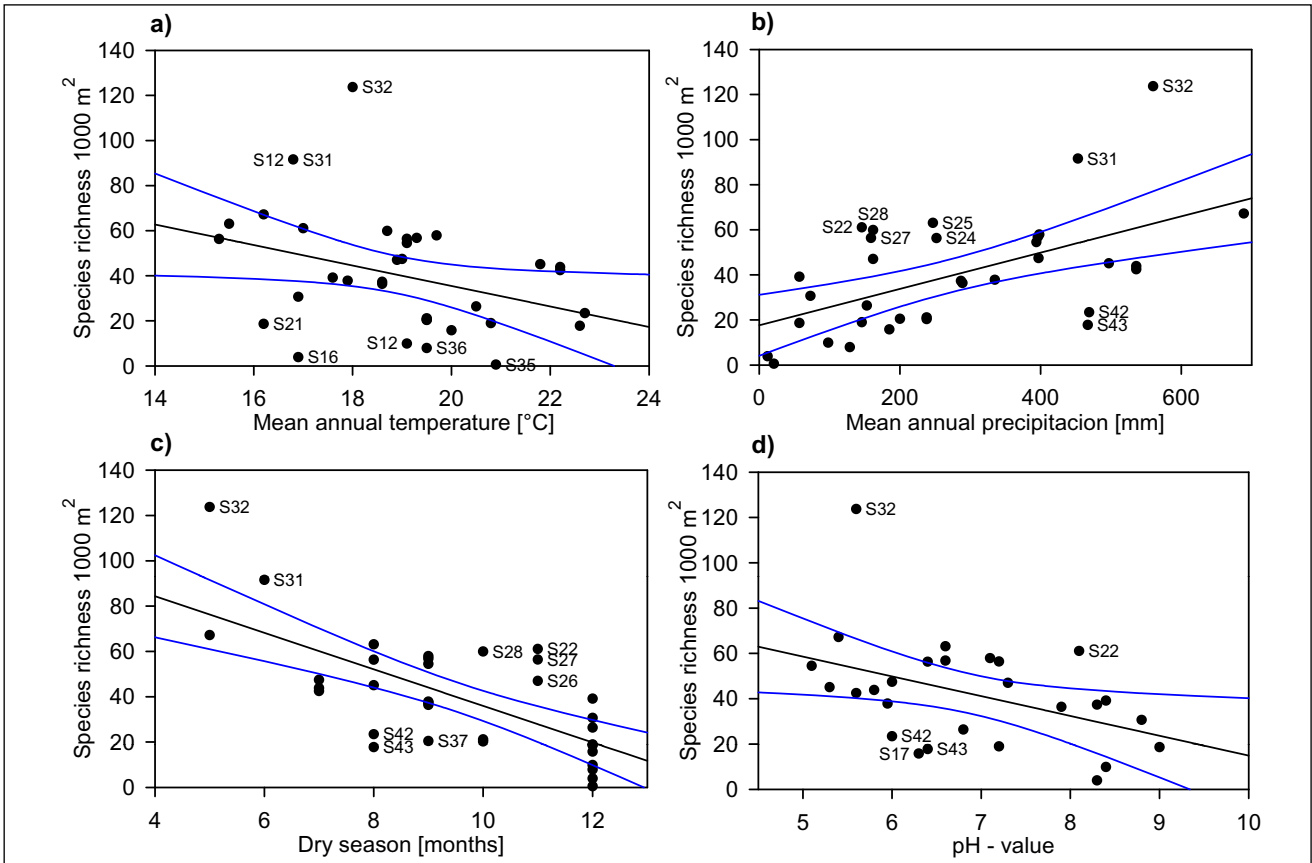 a)
Species richness 1000 m²
140
120
100
80
60
40
20
0
S32
S12 S31
S21
S16
S12
S36
S35
14 16 18 20 22 24
Mean annual temperature [°C]
b)
Species richness 1000 m²
140
120
100
80
60
40
20
0
S32
S31
S28
S22
S25
S27
S24
S42
S43
0 200 400 600
Mean annual precipitacion [mm]
c)
Species richness 1000 m²
140
120
100
80
60
40
20
0
S32
S31
S28
S22
S27
S26
S42
S43
S37
4 6 8 10 12
Dry season [months]
d)
Species richness 1000 m²
140
120
100
80
60
40
20
0
S32
S22
S42
S17
S43
5 6 7 8 9 10
pH - value